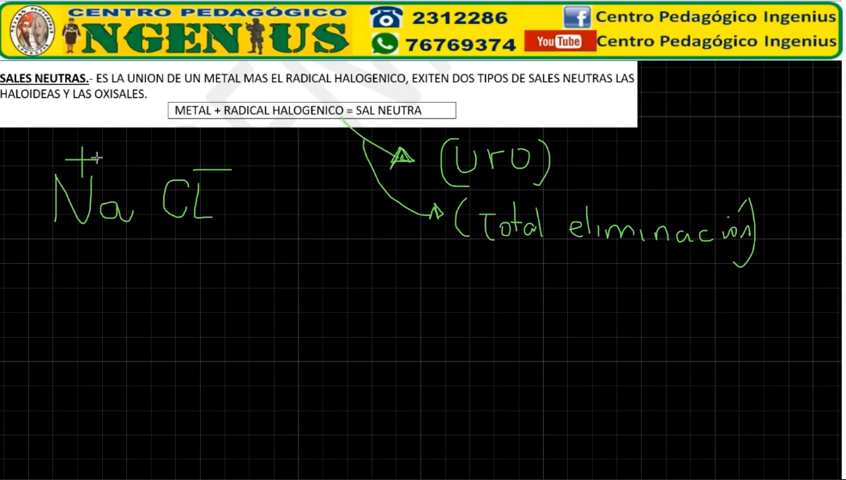 CENTRO PEDAGÓGICO
INGENIUS
2312286
76769374
Centro Pedagógico Ingenius
You Tube Centro Pedagógico Ingenius
SALES NEUTRAS.- ES LA UNION DE UN METAL MAS EL RADICAL HALOGENICO, EXITEN DOS TIPOS DE SALES NEUTRAS LAS
HALOIDEAS Y LAS OXISALES.
METAL + RADICAL HALOGENICO = SAL NEUTRA
(uro)
+ −
Na Cl
(Total eliminación)